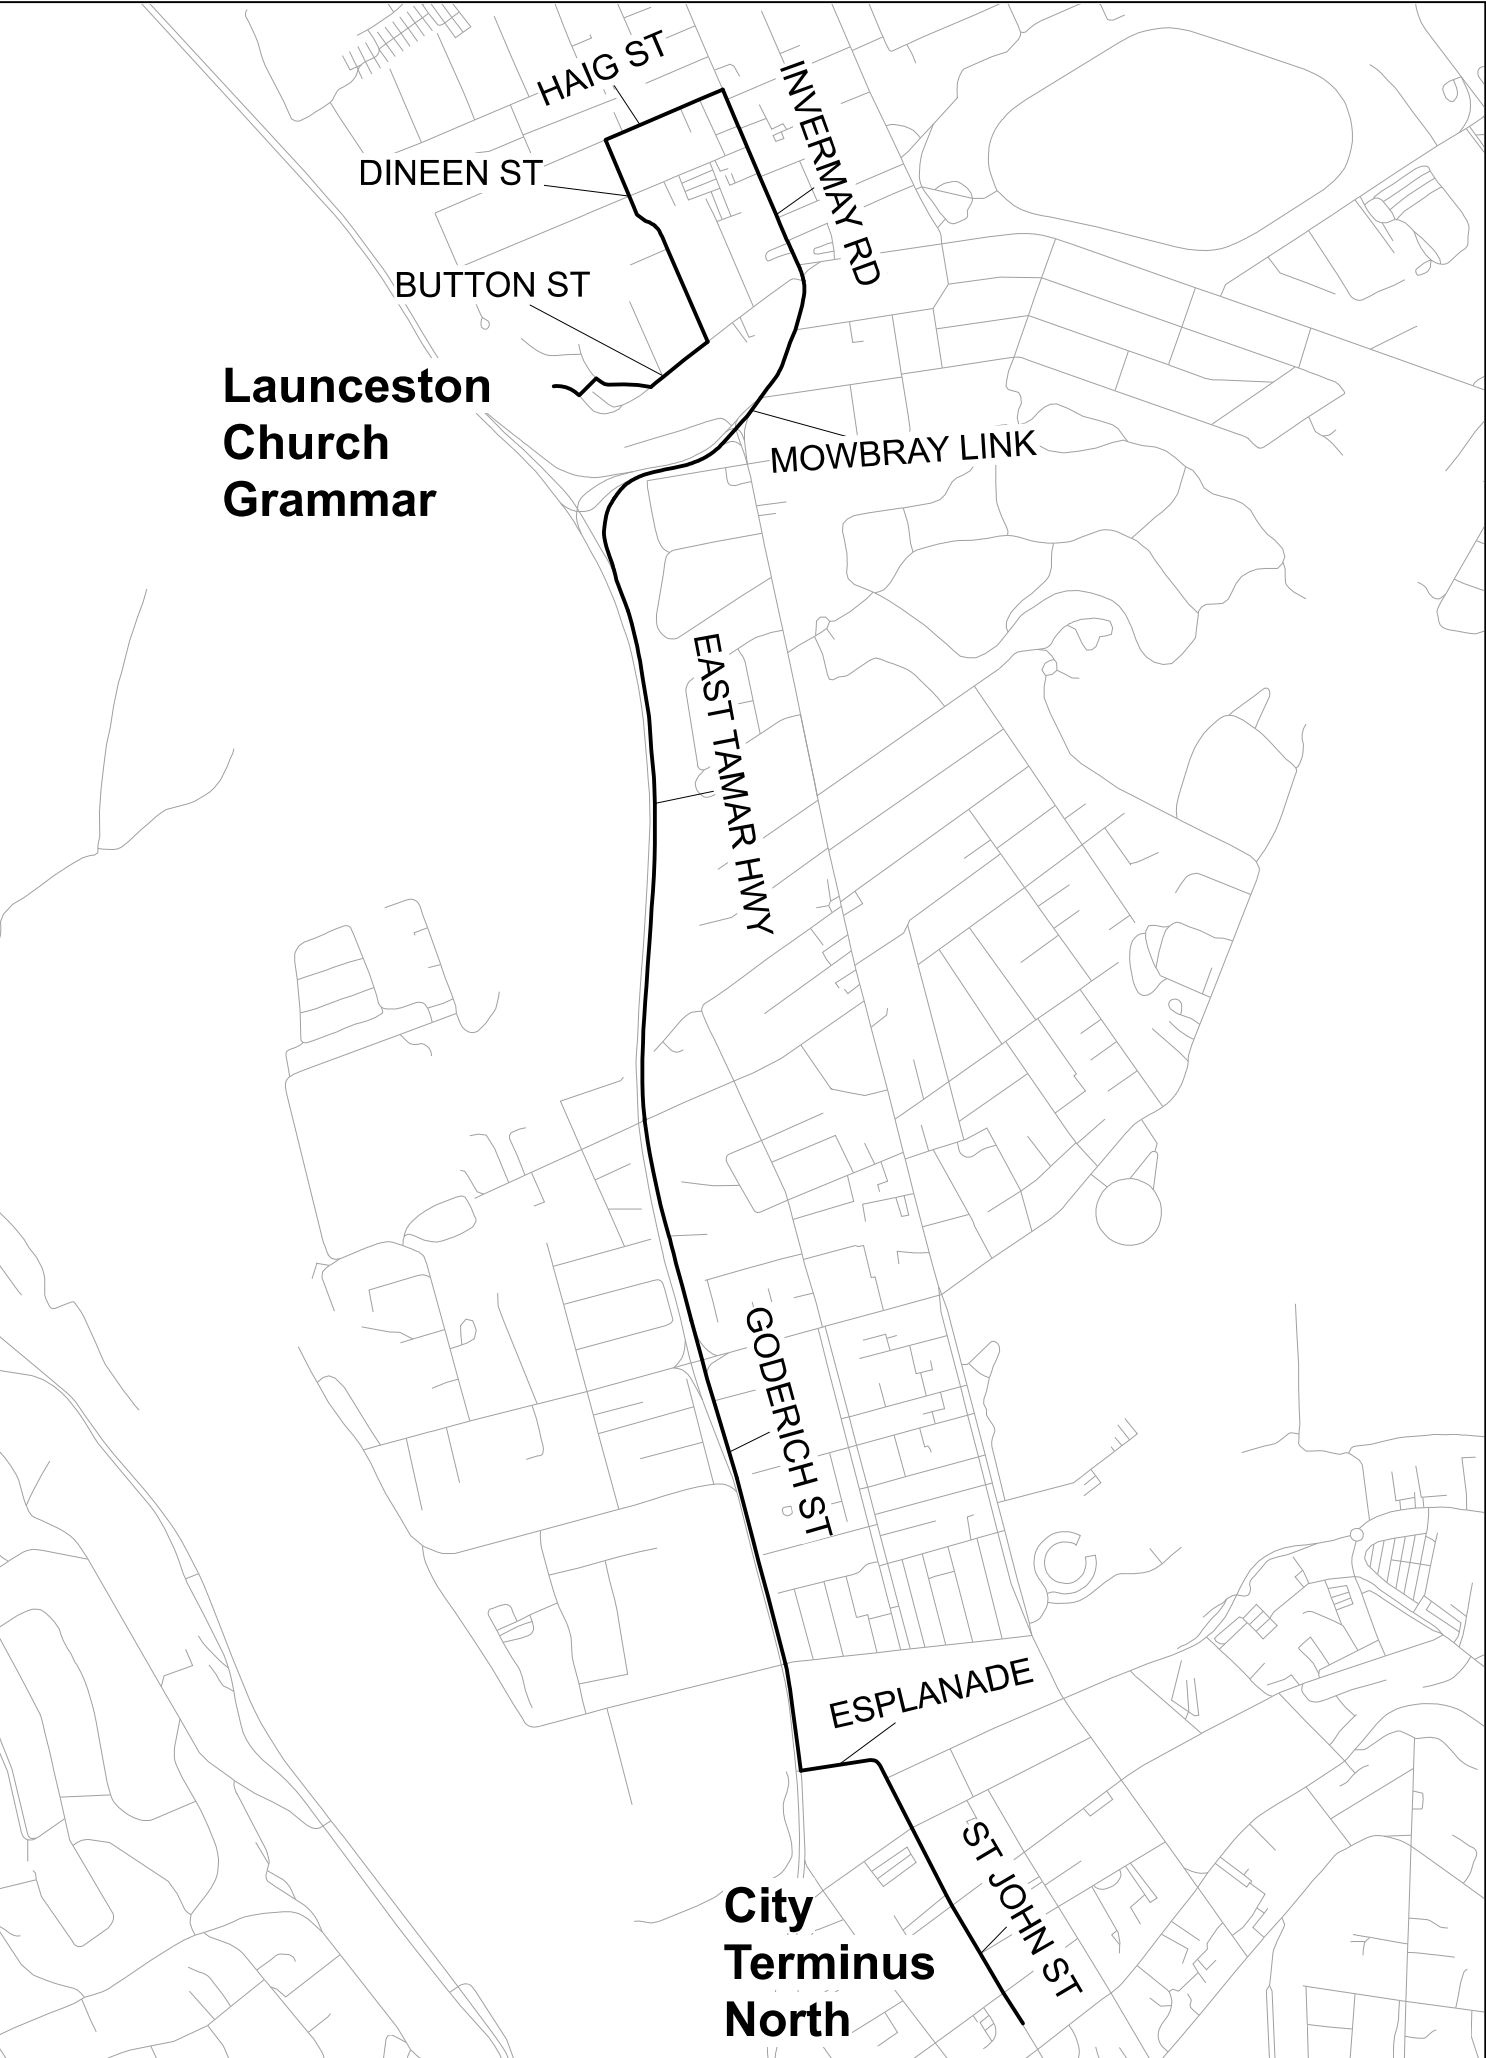 HAIG ST
INVERMAY RD
DINEEN ST
BUTTON ST
Launceston
Church
Grammar
MOWBRAY LINK
EAST TAMAR HWY
GODERICH ST
ESPLANADE
ST JOHN ST
City
Terminus
North